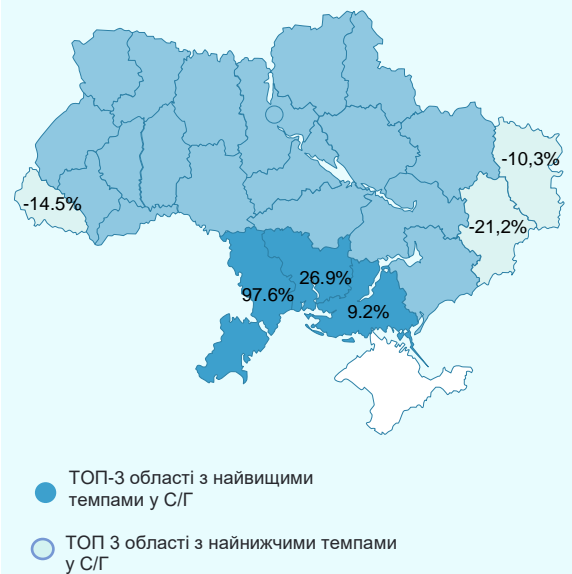 -10,3%
-14.5%
-21,2%
26.9%
97.6%
9.2%
ТОП-3 області з найвищими
темпами у С/Г
ТОП 3 області з найнижчими темпами
у С/Г